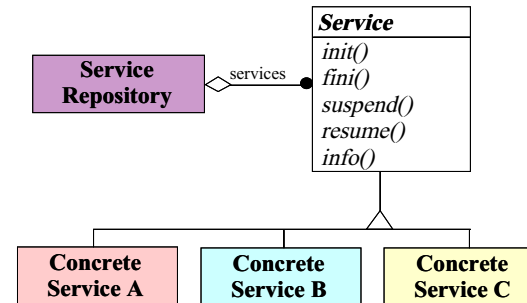 Service
init()
fini()
suspend()
resume()
info()
Service
Repository
services
Concrete
Service A
Concrete
Service B
Concrete
Service C